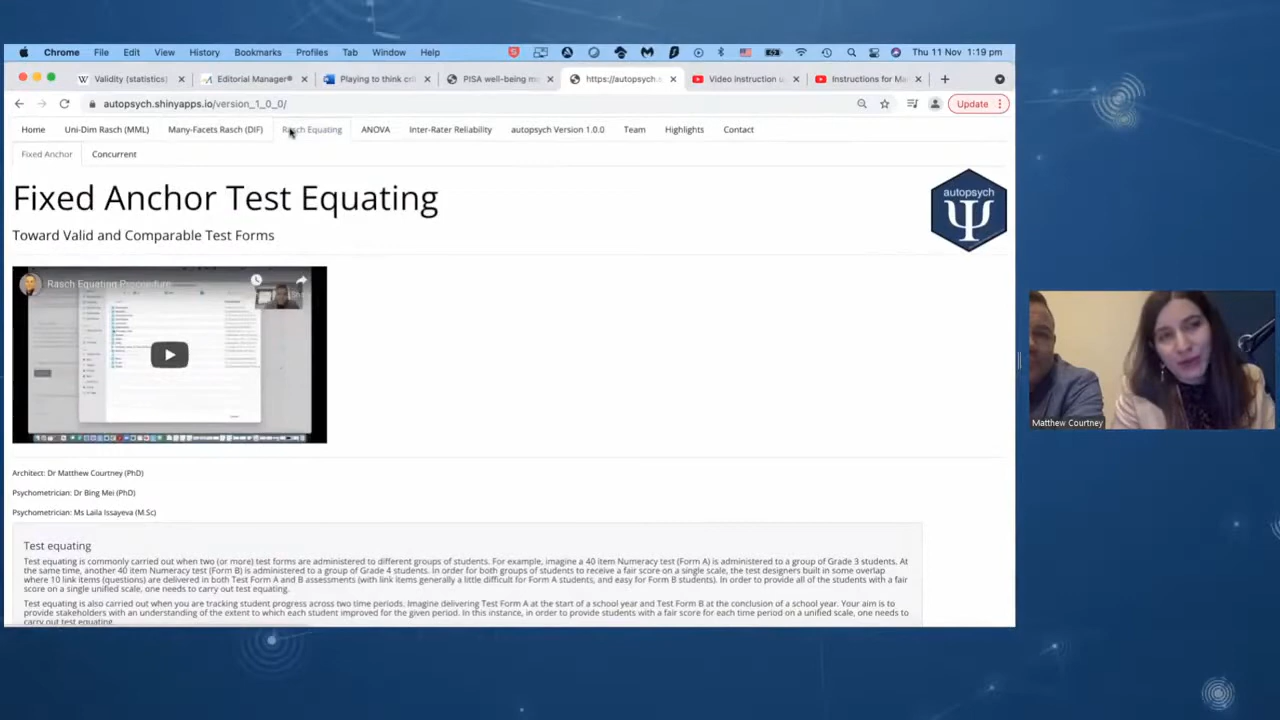 Chrome File Edit View History Bookmarks Profiles Tab Window Help Thu 11 Nov 1:19 pm
Validity (statistics) Editorial Manager® Playing to think cri PISA well-being mo https://autopsych.s Video instruction u Instructions for Ma
autopsych.shinyapps.io/version_1_0_0/ Update
Home Uni-Dim Rasch (MML) Many-Facets Rasch (DIF) Rasch Equating ANOVA Inter-Rater Reliability autopsych Version 1.0.0 Team Highlights Contact
Fixed Anchor Concurrent
Fixed Anchor Test Equating
autopsych
Ψ
Toward Valid and Comparable Test Forms
Rasch Equating Procedure
Matthew Courtney
Architect: Dr Matthew Courtney (PhD)
Psychometrician: Dr Bing Mei (PhD)
Psychometrician: Ms Laila Issayeva (M.Sc)
Test equating
Test equating is commonly carried out when two (or more) test forms are administered to different groups of students. For example, imagine a 40 item Numeracy test (Form A) is administered to a group of Grade 3 students. At
the same time, another 40 item Numeracy test (Form B) is administered to a group of Grade 4 students. In order for both groups of students to receive a fair score on a single scale, the test designers built in some overlap
where 10 link items (questions) are delivered in both Test Form A and B assessments (with link items generally a little difficult for Form A students, and easy for Form B students). In order to provide all of the students with a fair
score on a single unified scale, one needs to carry out test equating.
Test equating is also carried out when you are tracking student progress across two time periods. Imagine delivering Test Form A at the start of a school year and Test Form B at the conclusion of a school year. Your aim is to
provide stakeholders with an understanding of the extent to which each student improved for the given period. In this instance, in order to provide students with a fair score for each time period on a unified scale, one needs to
carry out test equating.